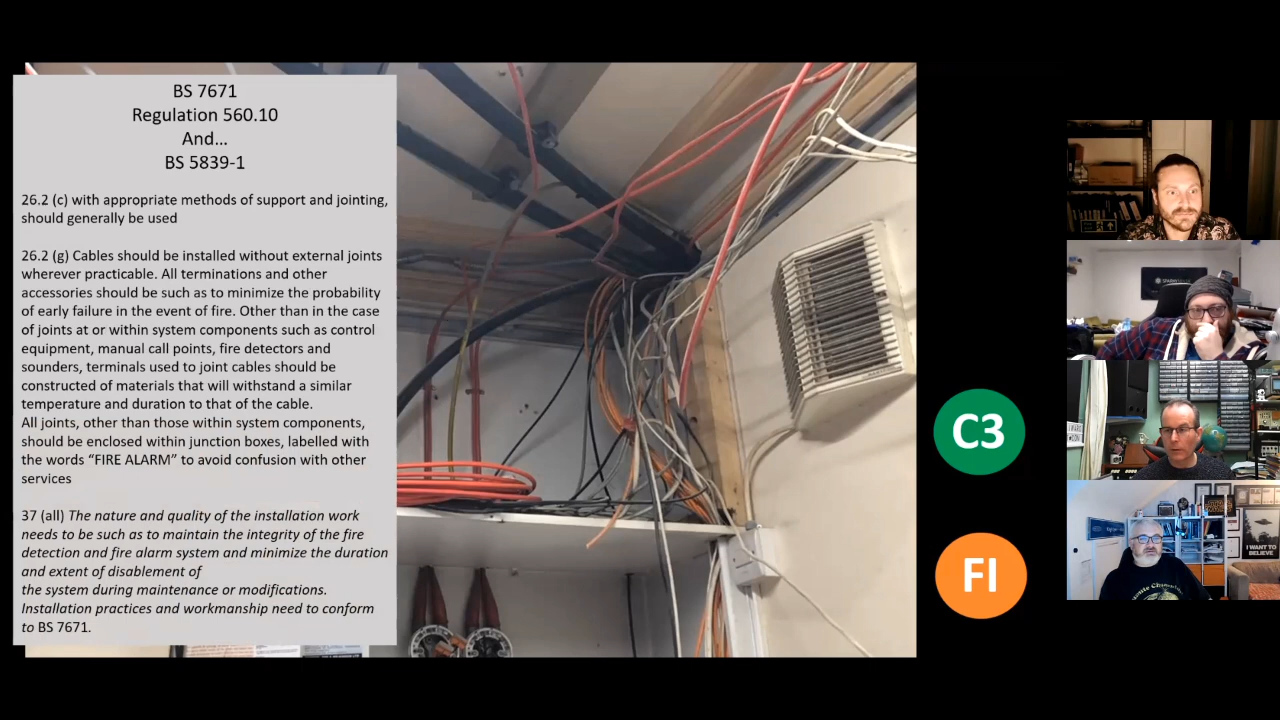 BS 7671
Regulation 560.10
And...
BS 5839-1
26.2 (c) with appropriate methods of support and jointing,
should generally be used
26.2 (g) Cables should be installed without external joints
wherever practicable. All terminations and other
accessories should be such as to minimize the probability
of early failure in the event of fire. Other than in the case
of joints at or within system components such as control
equipment, manual call points, fire detectors and
sounders, terminals used to joint cables should be
constructed of materials that will withstand a similar
temperature and duration to that of the cable.
All joints, other than those within system components,
should be enclosed within junction boxes, labelled with
the words “FIRE ALARM” to avoid confusion with other
services
37 (all) The nature and quality of the installation work
needs to be such as to maintain the integrity of the fire
detection and fire alarm system and minimize the duration
and extent of disablement of
the system during maintenance or modifications.
Installation practices and workmanship need to conform
to BS 7671.
C3
FI
I WANT TO
BELIEVE